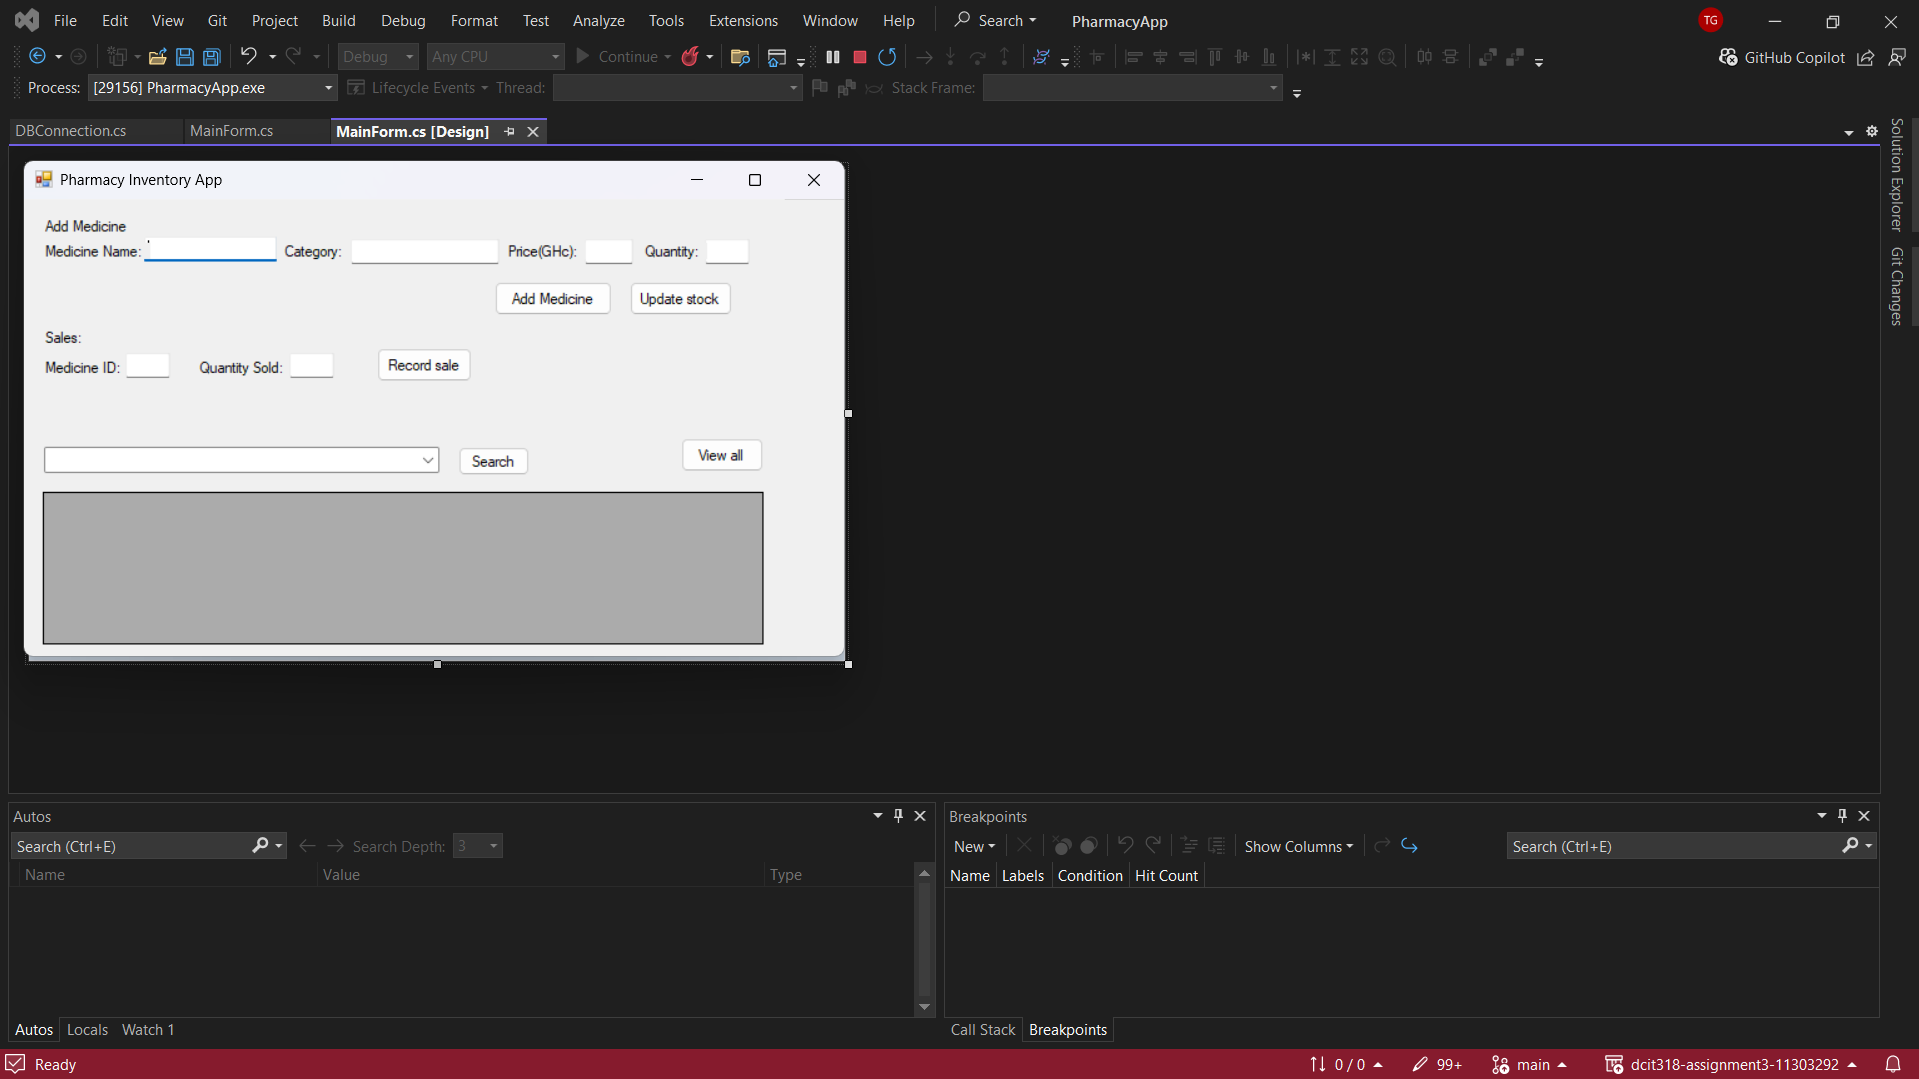 File Edit View Git Project Build Debug Format Test Analyze Tools Extensions Window Help Search PharmacyApp TG
Debug Any CPU Continue GitHub Copilot
Process: [29156] PharmacyApp.exe Lifecycle Events Thread: Stack Frame:
DBConnection.cs MainForm.cs MainForm.cs [Design]
Solution Explorer
Git Changes
Pharmacy Inventory App
Add Medicine
Medicine Name: Category: Price(GHc): Quantity:
Add Medicine Update stock
Sales:
Medicine ID: Quantity Sold: Record sale
Search View all
Autos
Search (Ctrl+E) Search Depth: 3
Name Value Type
Autos Locals Watch 1
Breakpoints
New Show Columns Search (Ctrl+E)
Name Labels Condition Hit Count
Call Stack Breakpoints
Ready 0 / 0 99+ main dcit318-assignment3-11303292